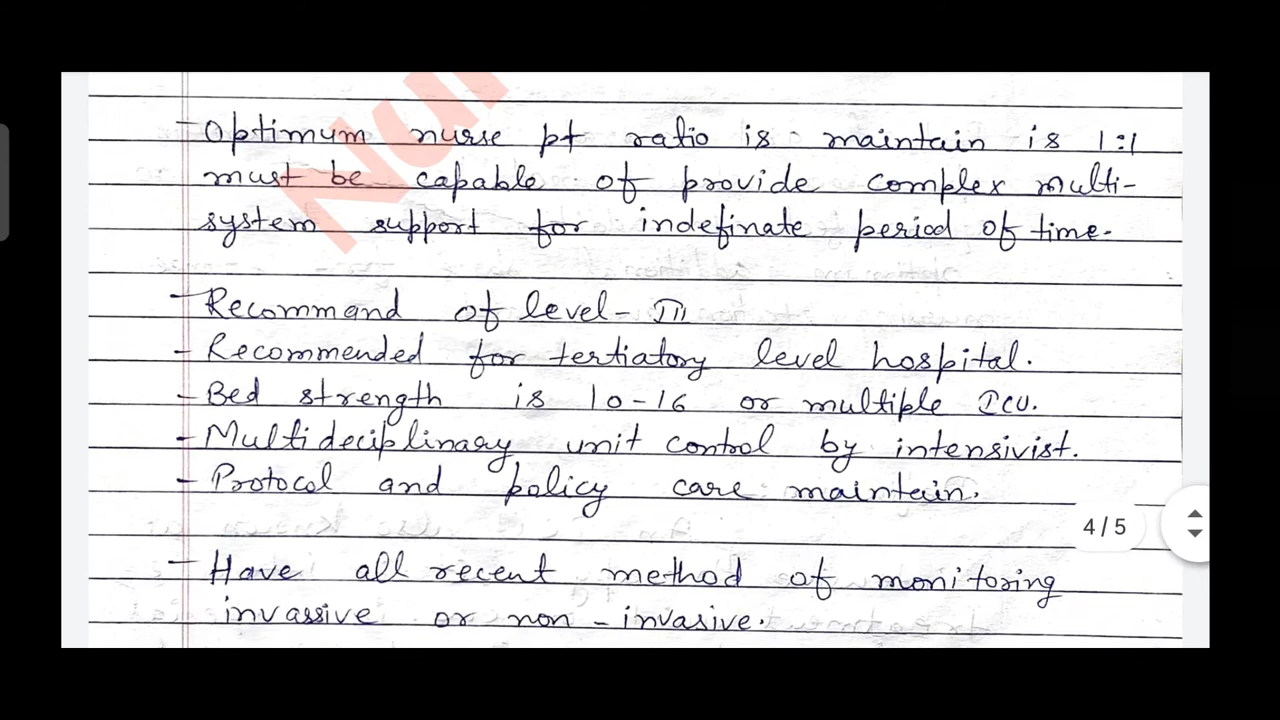 Nur
- Optimum nurse pt ratio is maintain is 1:1
must be capable of provide complex multi-
system support for indefinate period of time.
- Recommand of level - III
- Recommended for tertiatory level hospital.
- Bed strength is 10-16 or multiple ICU.
- Multideciplinary unit control by intensivist.
- Protocol and policy care maintain.
4/5
- Have all recent method of monitoring
invassive or non-invasive.